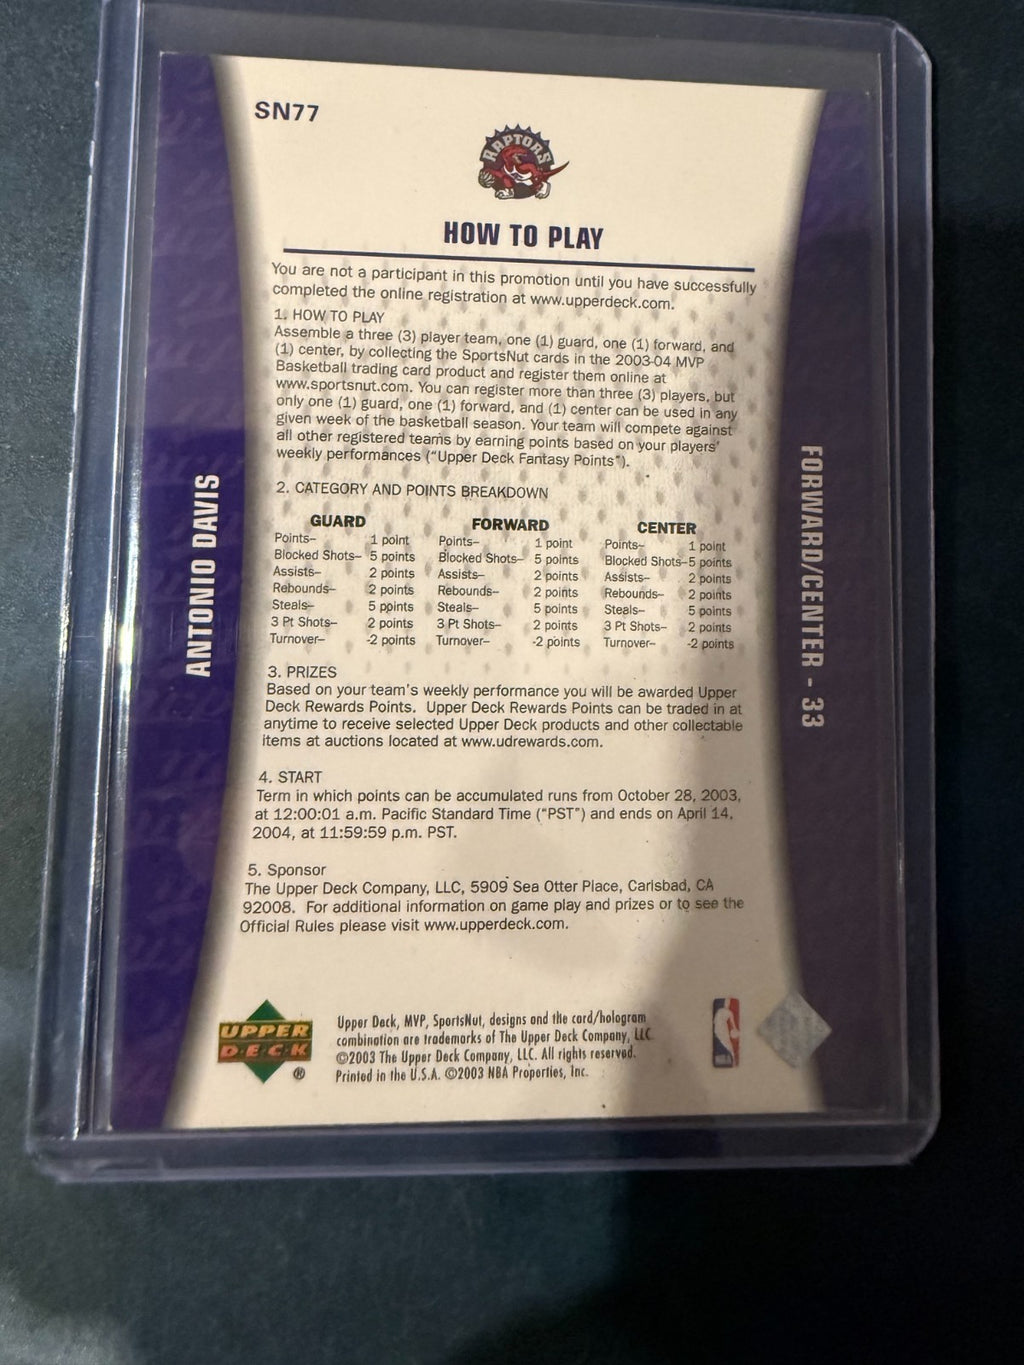 SN77
RAPTORS
HOW TO PLAY
You are not a participant in this promotion until you have successfully
completed the online registration at www.upperdeck.com.
1. HOW TO PLAY
Assemble a three (3) player team, one (1) guard, one (1) forward, and
(1) center, by collecting the SportsNut cards in the 2003-04 MVP
Basketball trading card product and register them online at
www.sportsnut.com. You can register more than three (3) players, but
only one (1) guard, one (1) forward, and (1) center can be used in any
given week of the basketball season. Your team will compete against
all other registered teams by earning points based on your players'
weekly performances ("Upper Deck Fantasy Points").
2. CATEGORY AND POINTS BREAKDOWN
GUARD
Points– 1 point
Blocked Shots– 5 points
Assists– 2 points
Rebounds– 2 points
Steals– 5 points
3 Pt Shots– 2 points
Turnover– -2 points
FORWARD
Points– 1 point
Blocked Shots– 5 points
Assists– 2 points
Rebounds– 2 points
Steals– 5 points
3 Pt Shots– 2 points
Turnover– -2 points
CENTER
Points– 1 point
Blocked Shots– 5 points
Assists– 2 points
Rebounds– 2 points
Steals– 5 points
3 Pt Shots– 2 points
Turnover– -2 points
3. PRIZES
Based on your team's weekly performance you will be awarded Upper
Deck Rewards Points. Upper Deck Rewards Points can be traded in at
anytime to receive selected Upper Deck products and other collectable
items at auctions located at www.udrewards.com.
4. START
Term in which points can be accumulated runs from October 28, 2003,
at 12:00:01 a.m. Pacific Standard Time ("PST") and ends on April 14,
2004, at 11:59:59 p.m. PST.
5. Sponsor
The Upper Deck Company, LLC, 5909 Sea Otter Place, Carlsbad, CA
92008. For additional information on game play and prizes or to see the
Official Rules please visit www.upperdeck.com.
ANTONIO DAVIS
FORWARD/CENTER - 33
UPPER
DECK
®
Upper Deck, MVP, SportsNut, designs and the card/hologram
combination are trademarks of The Upper Deck Company, LLC
©2003 The Upper Deck Company, LLC. All rights reserved.
Printed in the U.S.A. ©2003 NBA Properties, Inc.
NBA